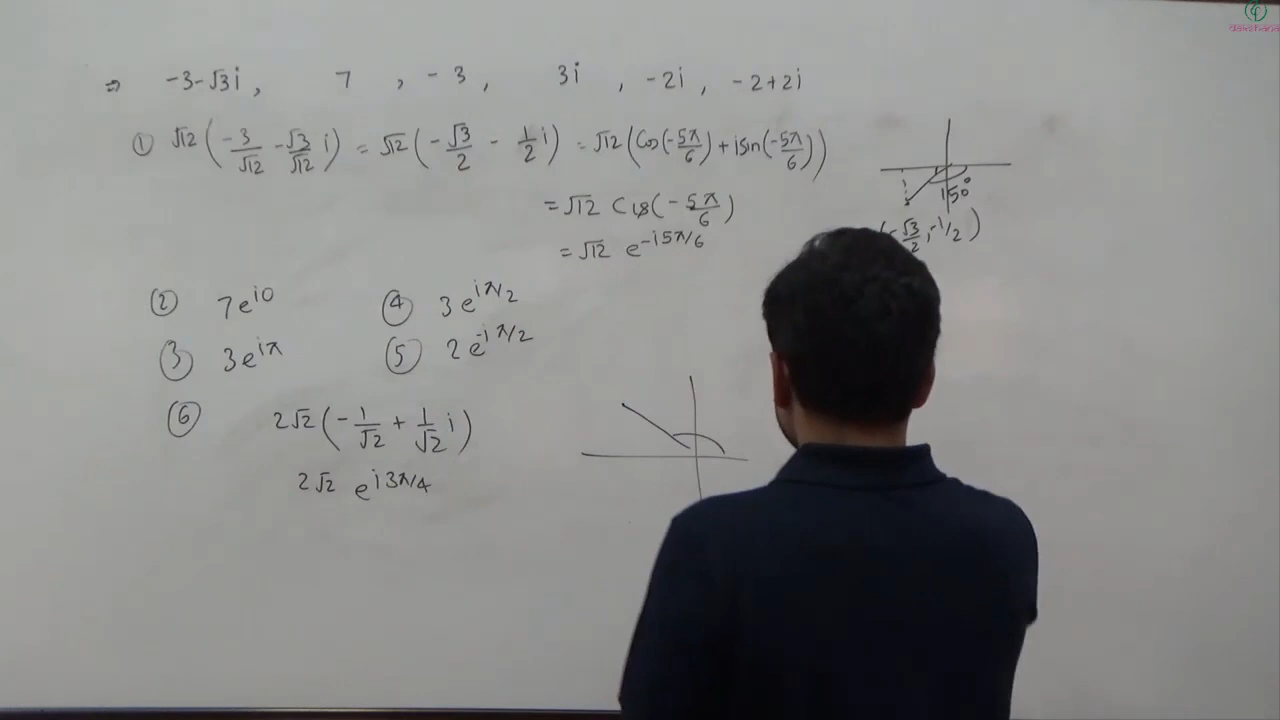 ⇒ -3-√3i, 7, -3, 3i, -2i, -2+2i
① √12(-3/√12 -√3/√12 i) = √12(-√3/2 - 1/2 i) = √12(Cos(-5π/6)+isin(-5π/6))
150°
= √12 Cis(-5π/6)
(-√3/2, -1/2)
= √12 e^-i5π/6
② 7e^i0 ④ 3e^iπ/2
③ 3e^iπ ⑤ 2e^-iπ/2
⑥ 2√2(-1/√2 + 1/√2 i)
2√2 e^i3π/4